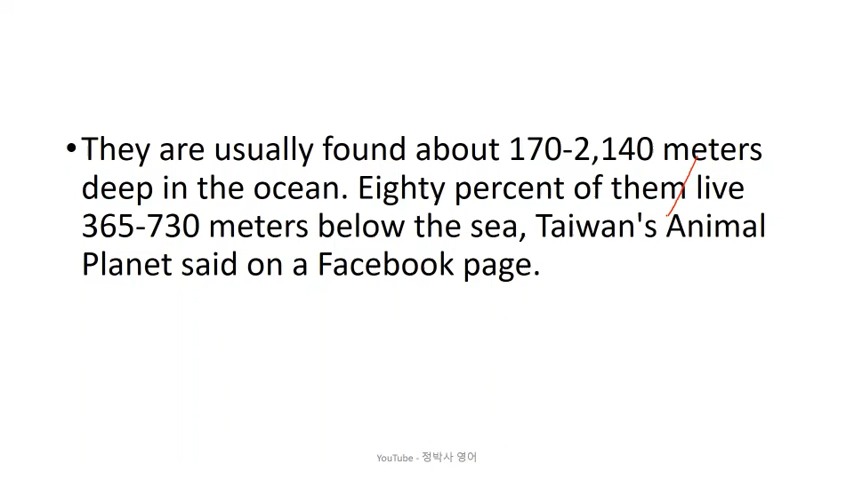 •They are usually found about 170-2,140 meters
deep in the ocean. Eighty percent of them live
365-730 meters below the sea, Taiwan's Animal
Planet said on a Facebook page.
YouTube - 정박사 영어